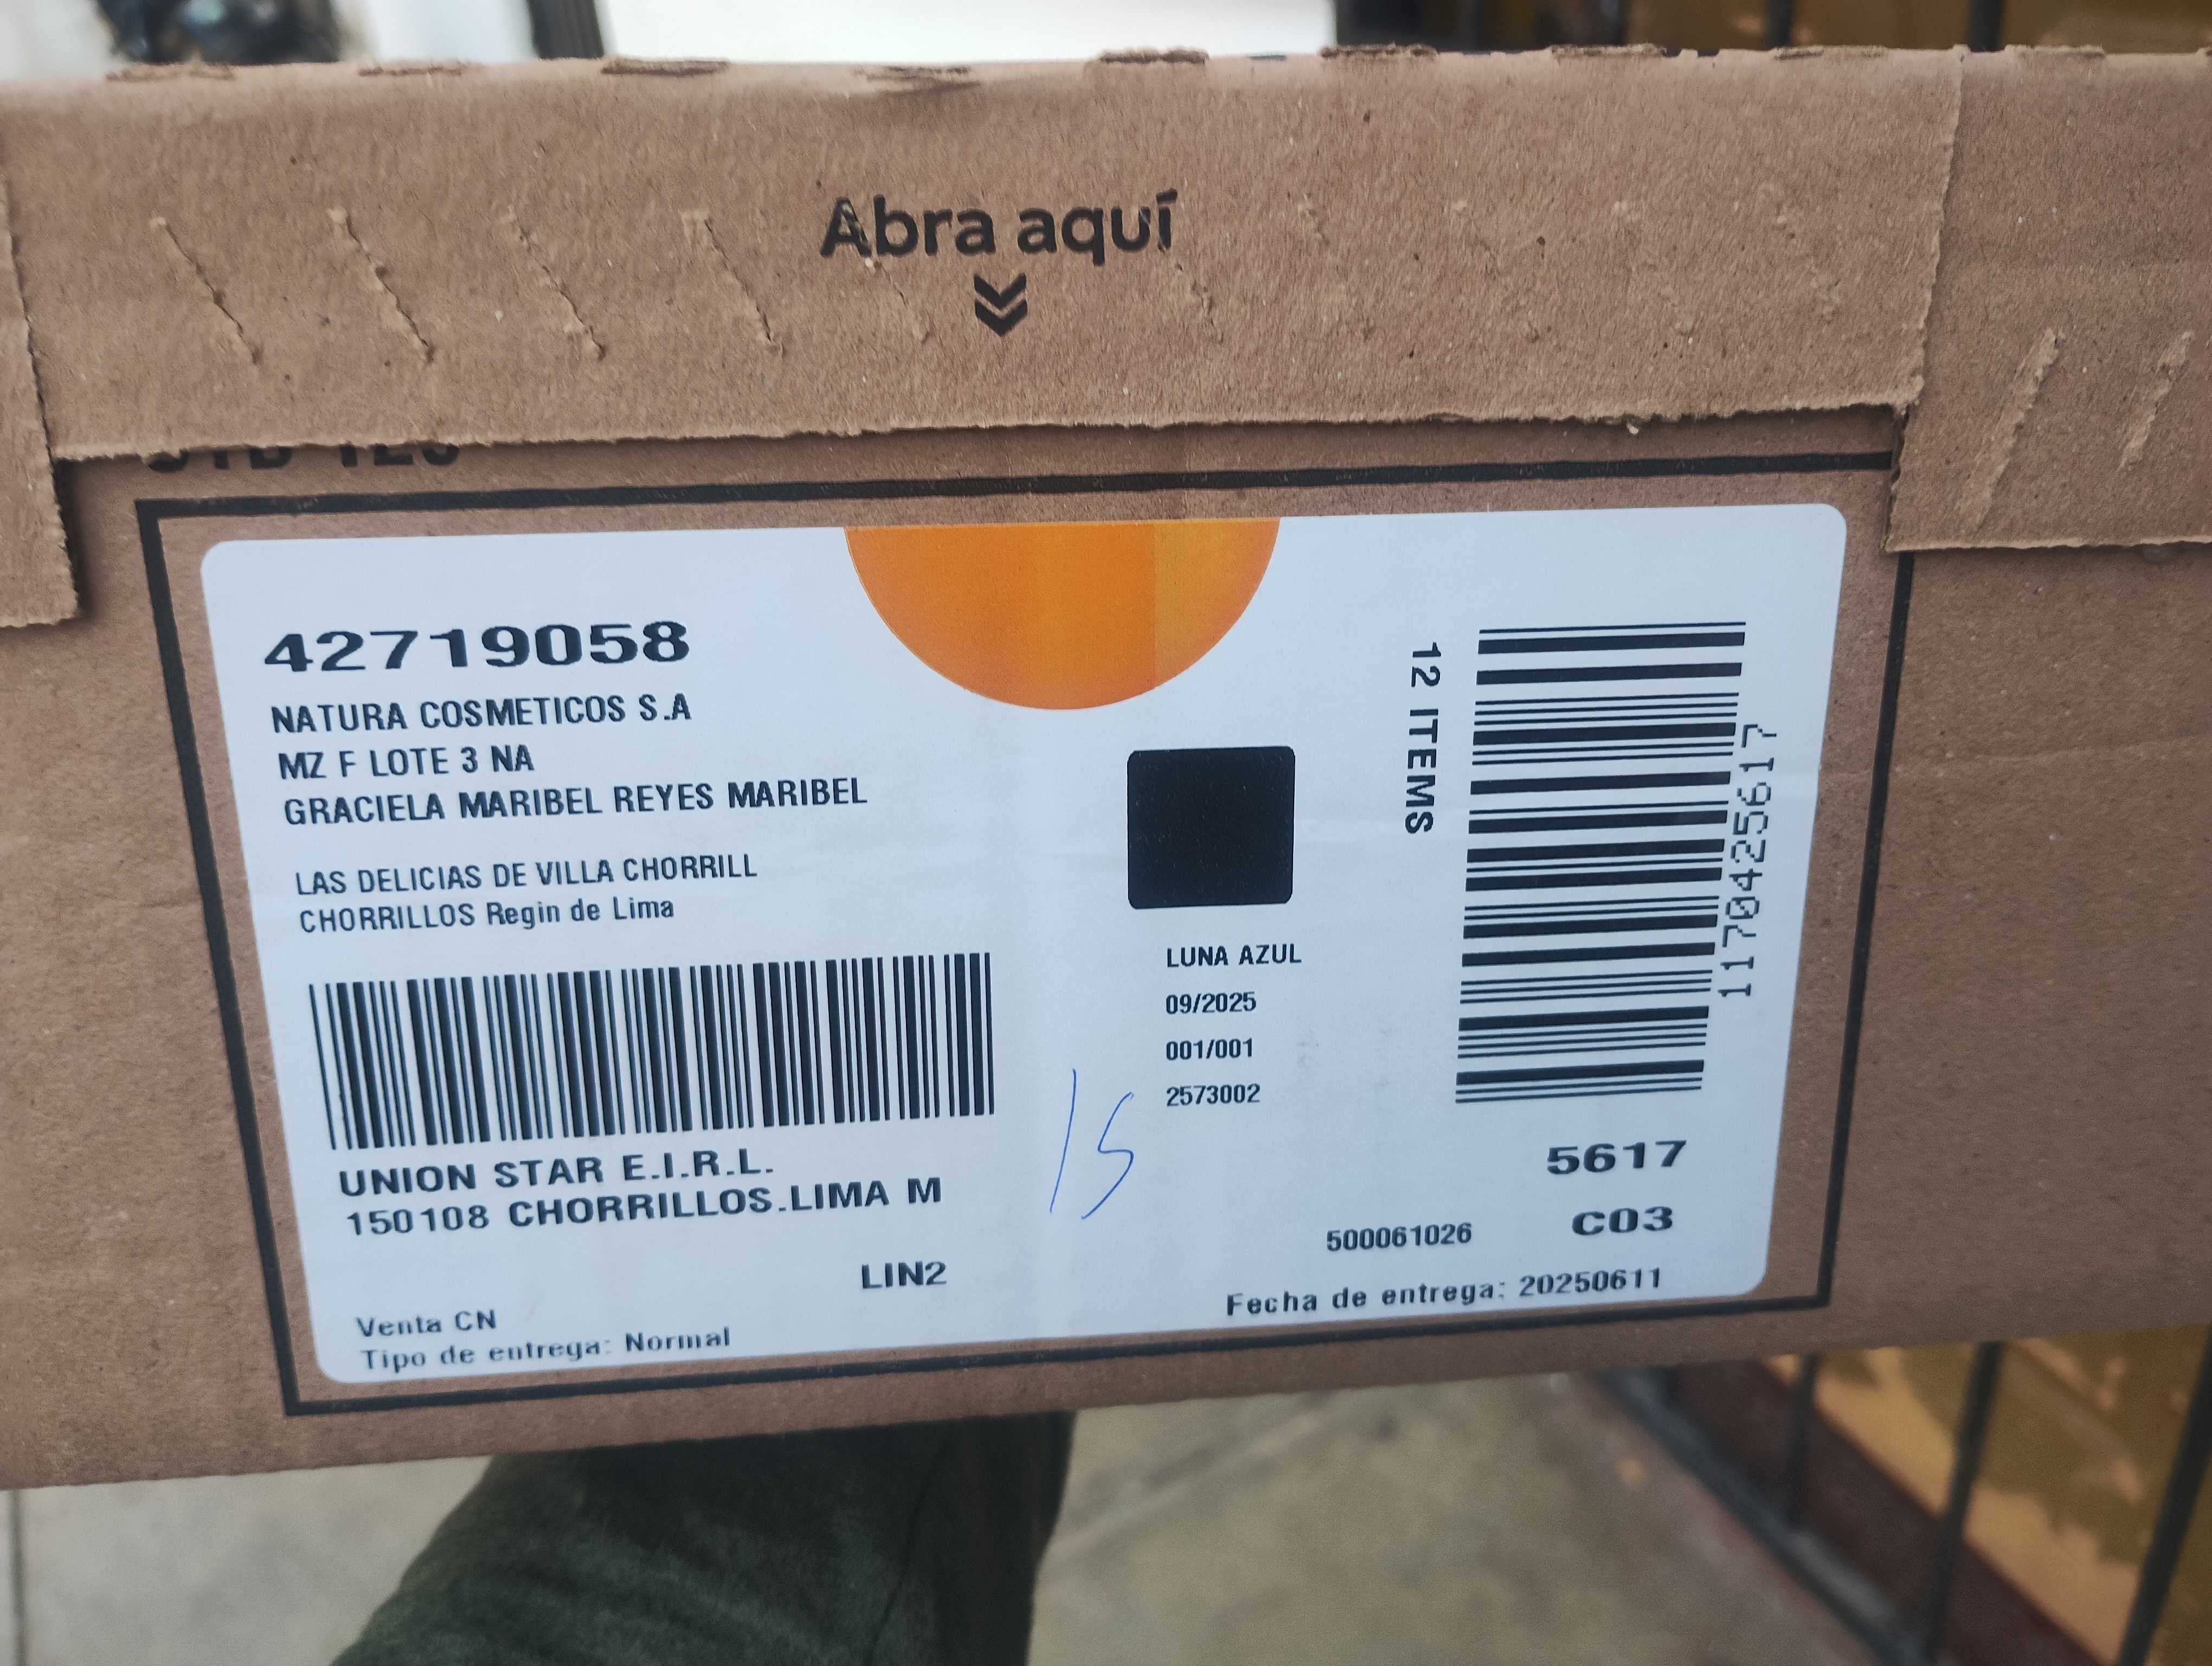 Abra aquí
42719058
NATURA COSMETICOS S.A
MZ F LOTE 3 NA
GRACIELA MARIBEL REYES MARIBEL
LAS DELICIAS DE VILLA CHORRILL
CHORRILLOS Regin de Lima
UNION STAR E.I.R.L.
150108 CHORRILLOS.LIMA M
LIN2
Venta CN
Tipo de entrega: Normal
LUNA AZUL
09/2025
001/001
2573002
15
12 ITEMS
1170425617
5617
C03
500061026
Fecha de entrega: 20250611